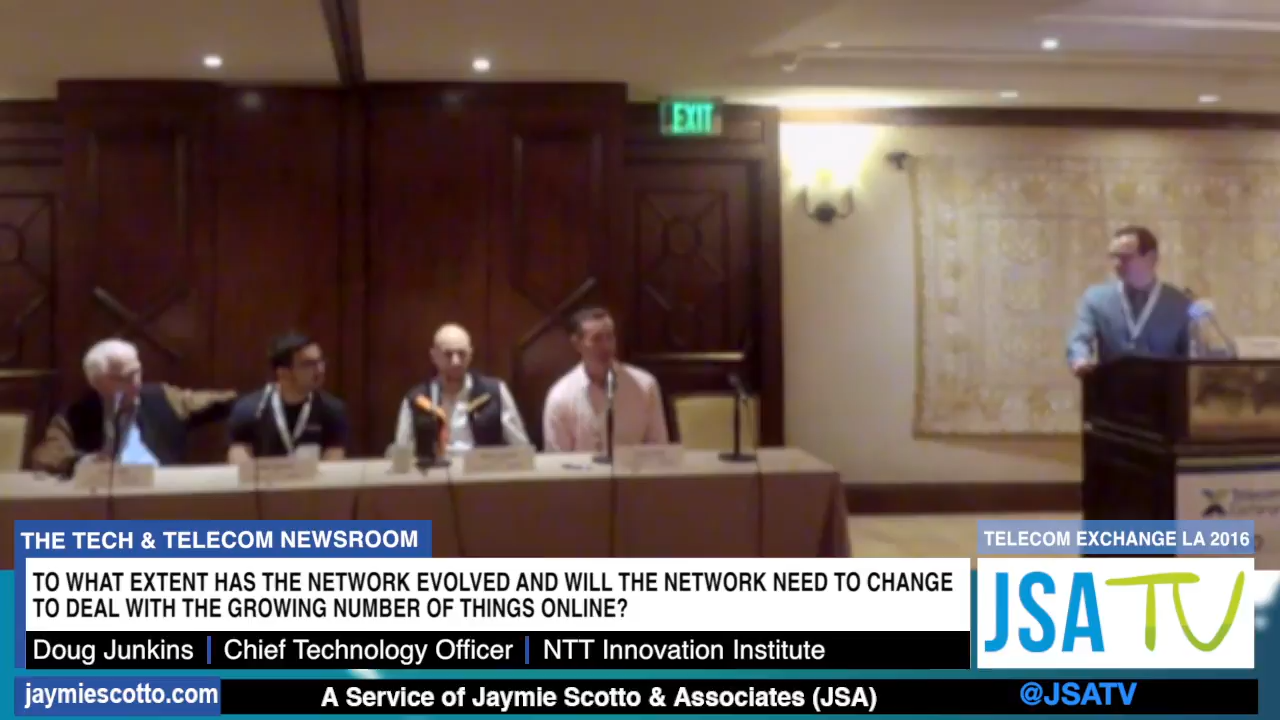 EXIT
THE TECH & TELECOM NEWSROOM
TELECOM EXCHANGE LA 2016
TO WHAT EXTENT HAS THE NETWORK EVOLVED AND WILL THE NETWORK NEED TO CHANGE
TO DEAL WITH THE GROWING NUMBER OF THINGS ONLINE?
JSA TV
Doug Junkins | Chief Technology Officer | NTT Innovation Institute
jaymiescotto.com
A Service of Jaymie Scotto & Associates (JSA)
@JSATV